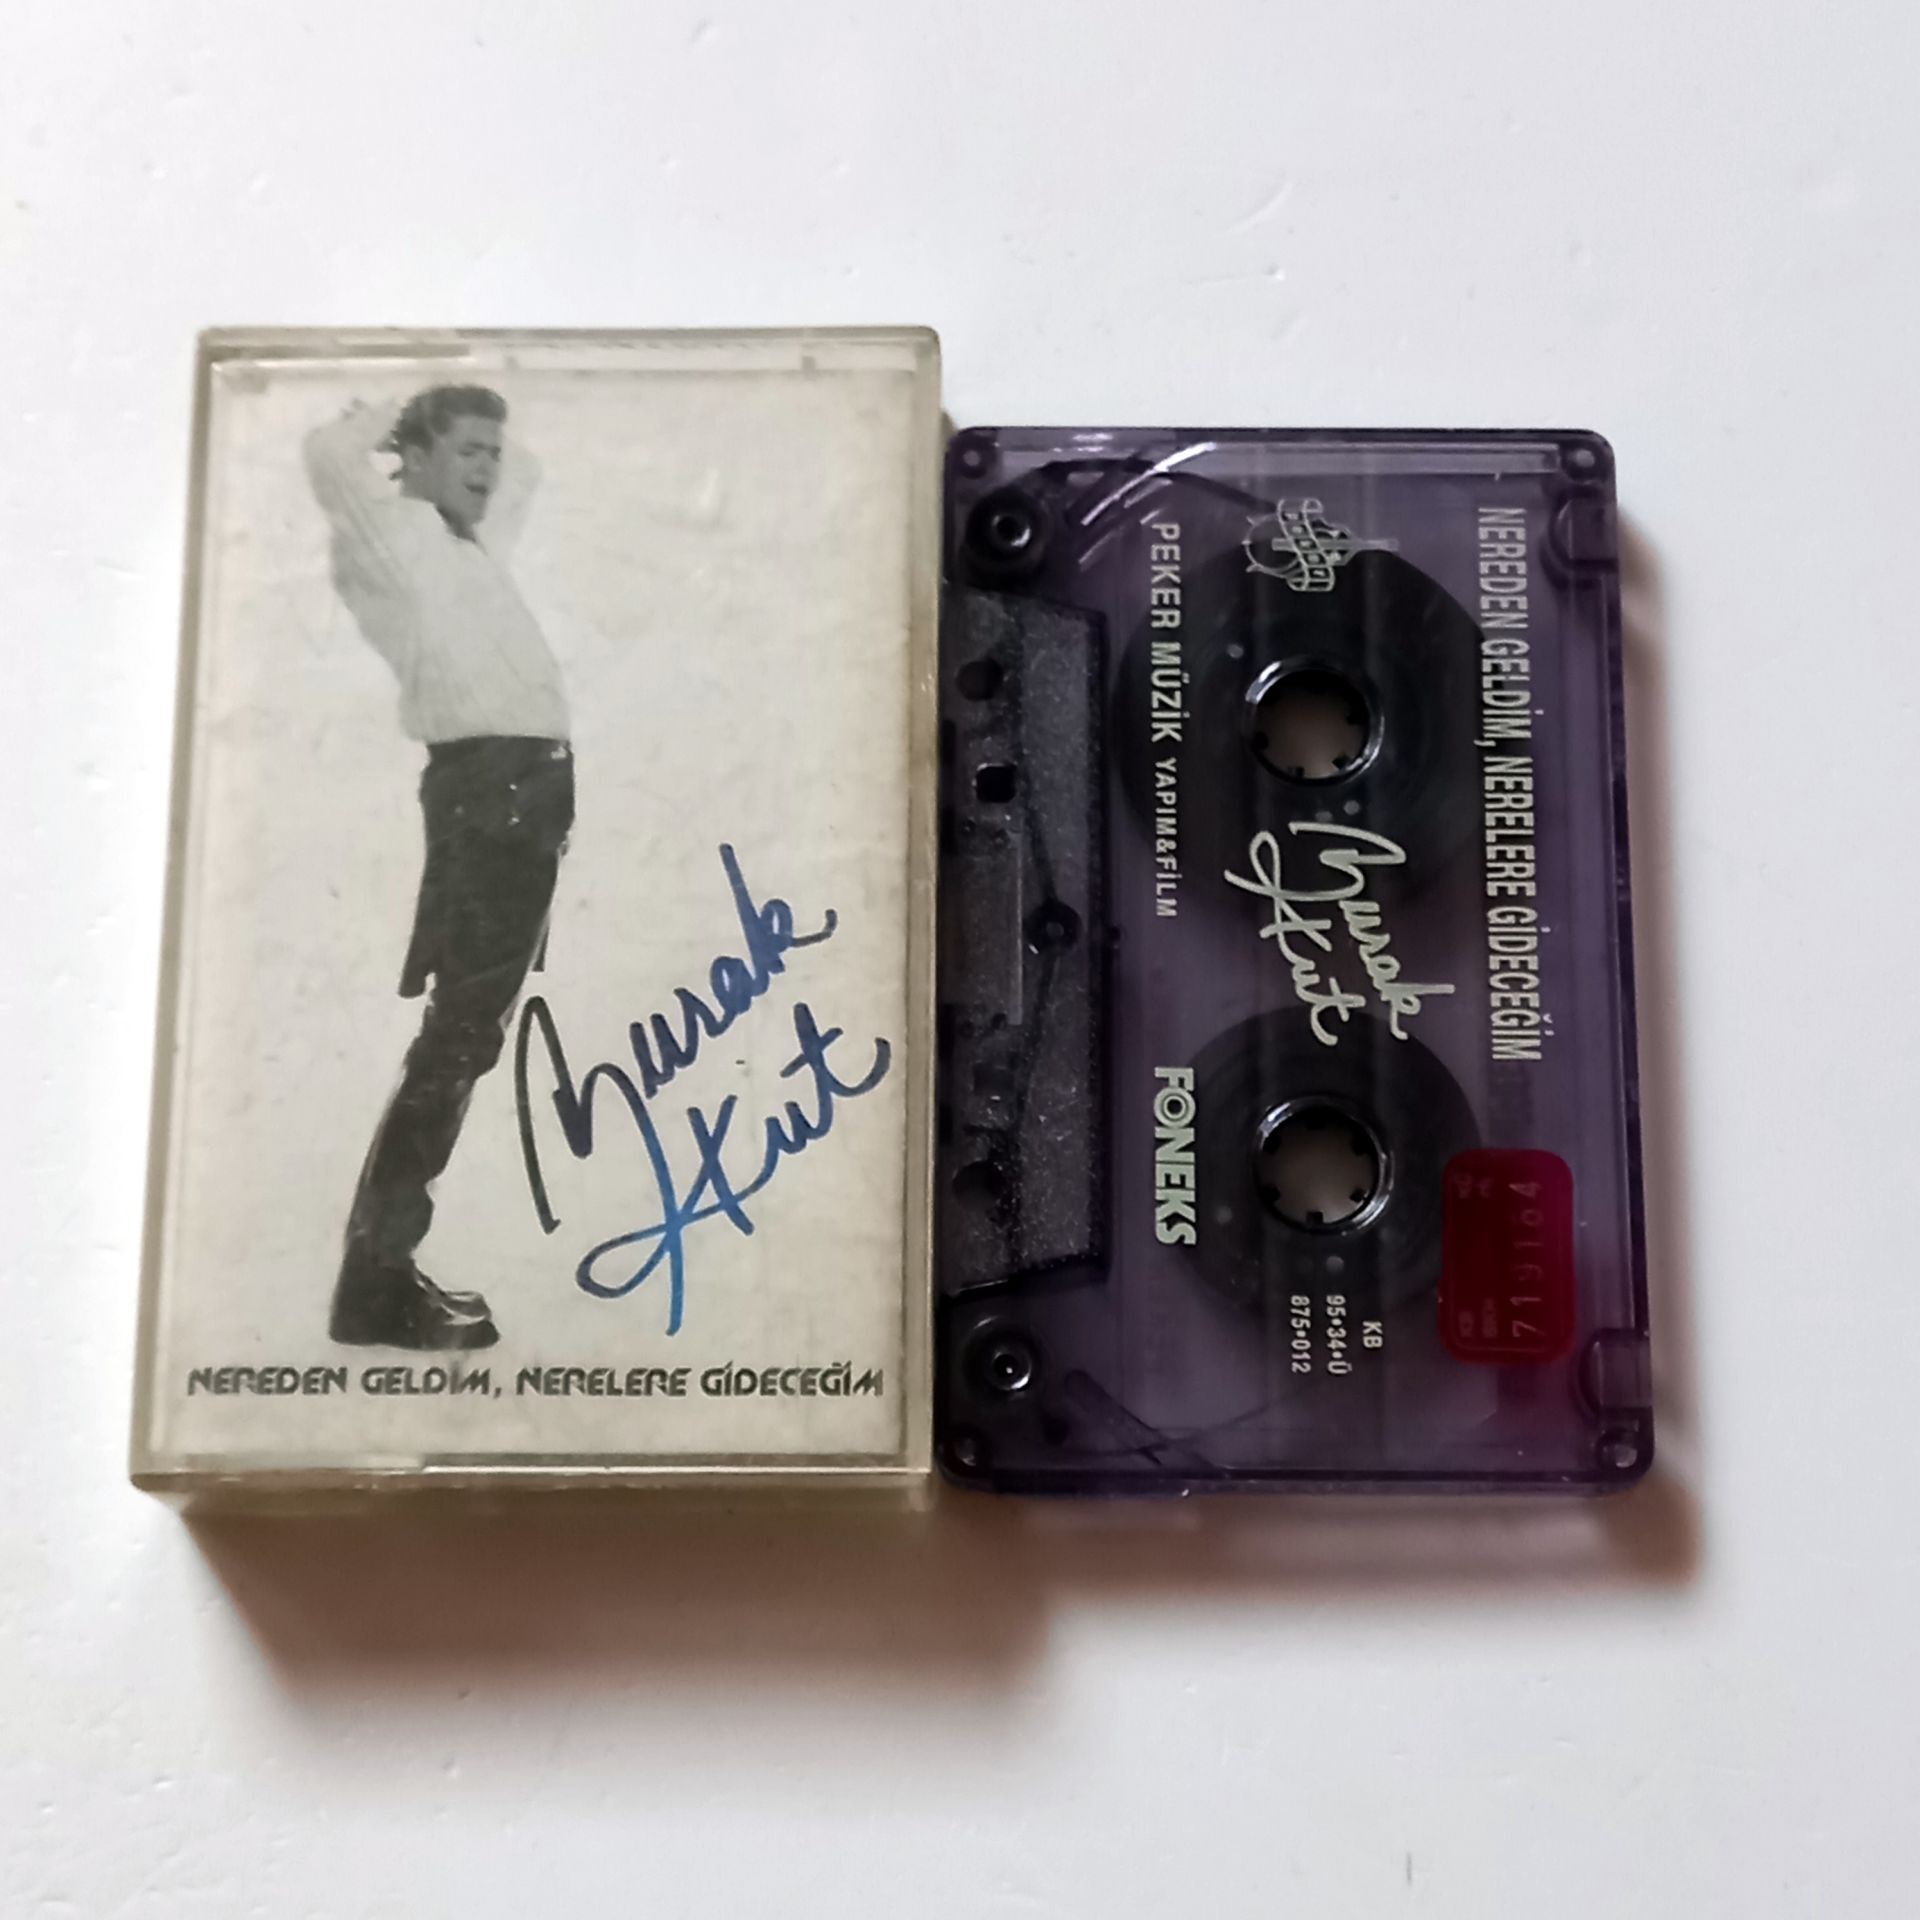 Burak
Kut
NEREDEN GELDİM, NERELERE GİDECEĞİM
NEREDEN GELDİM, NERELERE GİDECEĞİM
Burak
Kut
PEKER MÜZİK YAPIM&FİLM
FONEKS
KB
95•34•Ü
875•012
719164